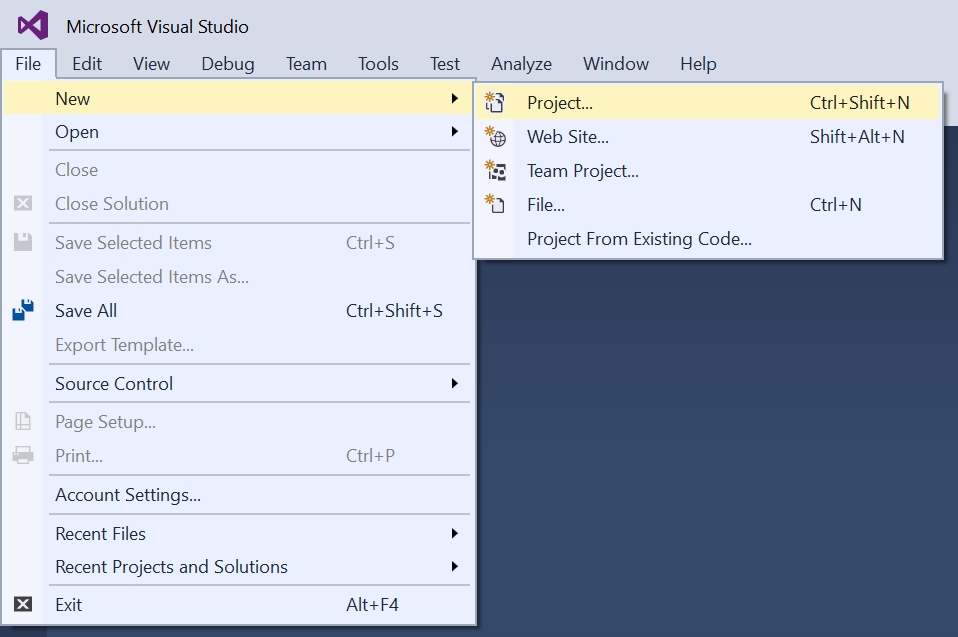 Microsoft Visual Studio
File Edit View Debug Team Tools Test Analyze Window Help
New
Open
Close
Close Solution
Save Selected Items Ctrl+S
Save Selected Items As...
Save All Ctrl+Shift+S
Export Template...
Source Control
Page Setup...
Print... Ctrl+P
Account Settings...
Recent Files
Recent Projects and Solutions
Exit Alt+F4
Project... Ctrl+Shift+N
Web Site... Shift+Alt+N
Team Project...
File... Ctrl+N
Project From Existing Code...